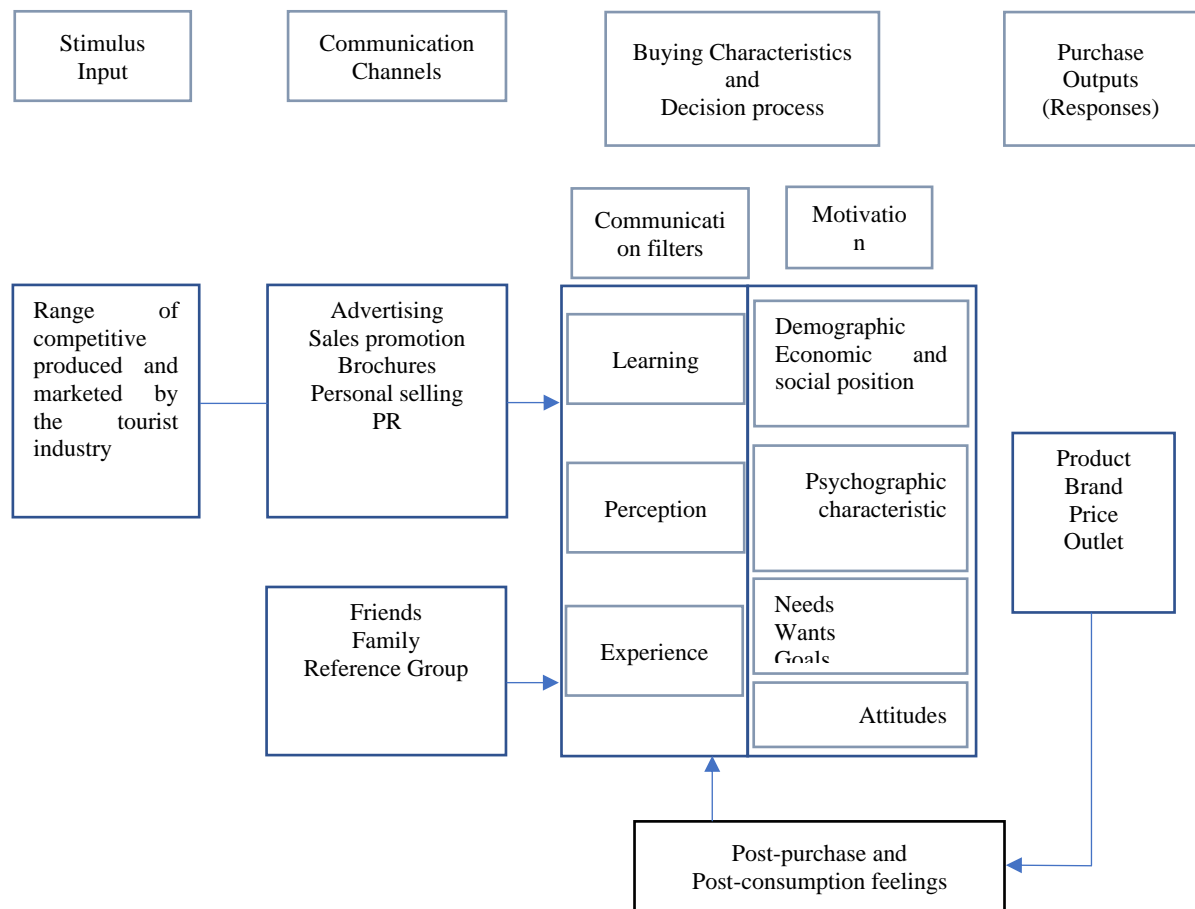 Stimulus
Input
Communication
Channels
Buying Characteristics
and
Decision process
Purchase
Outputs
(Responses)
Communicati
on filters
Motivatio
n
Range of
competitive
produced and
marketed by
the tourist
industry
Advertising
Sales promotion
Brochures
Personal selling
PR
Friends
Family
Reference Group
Learning
Perception
Experience
Demographic
Economic and
social position
Psychographic
characteristic
Needs
Wants
Goals
Attitudes
Product
Brand
Price
Outlet
Post-purchase and
Post-consumption feelings